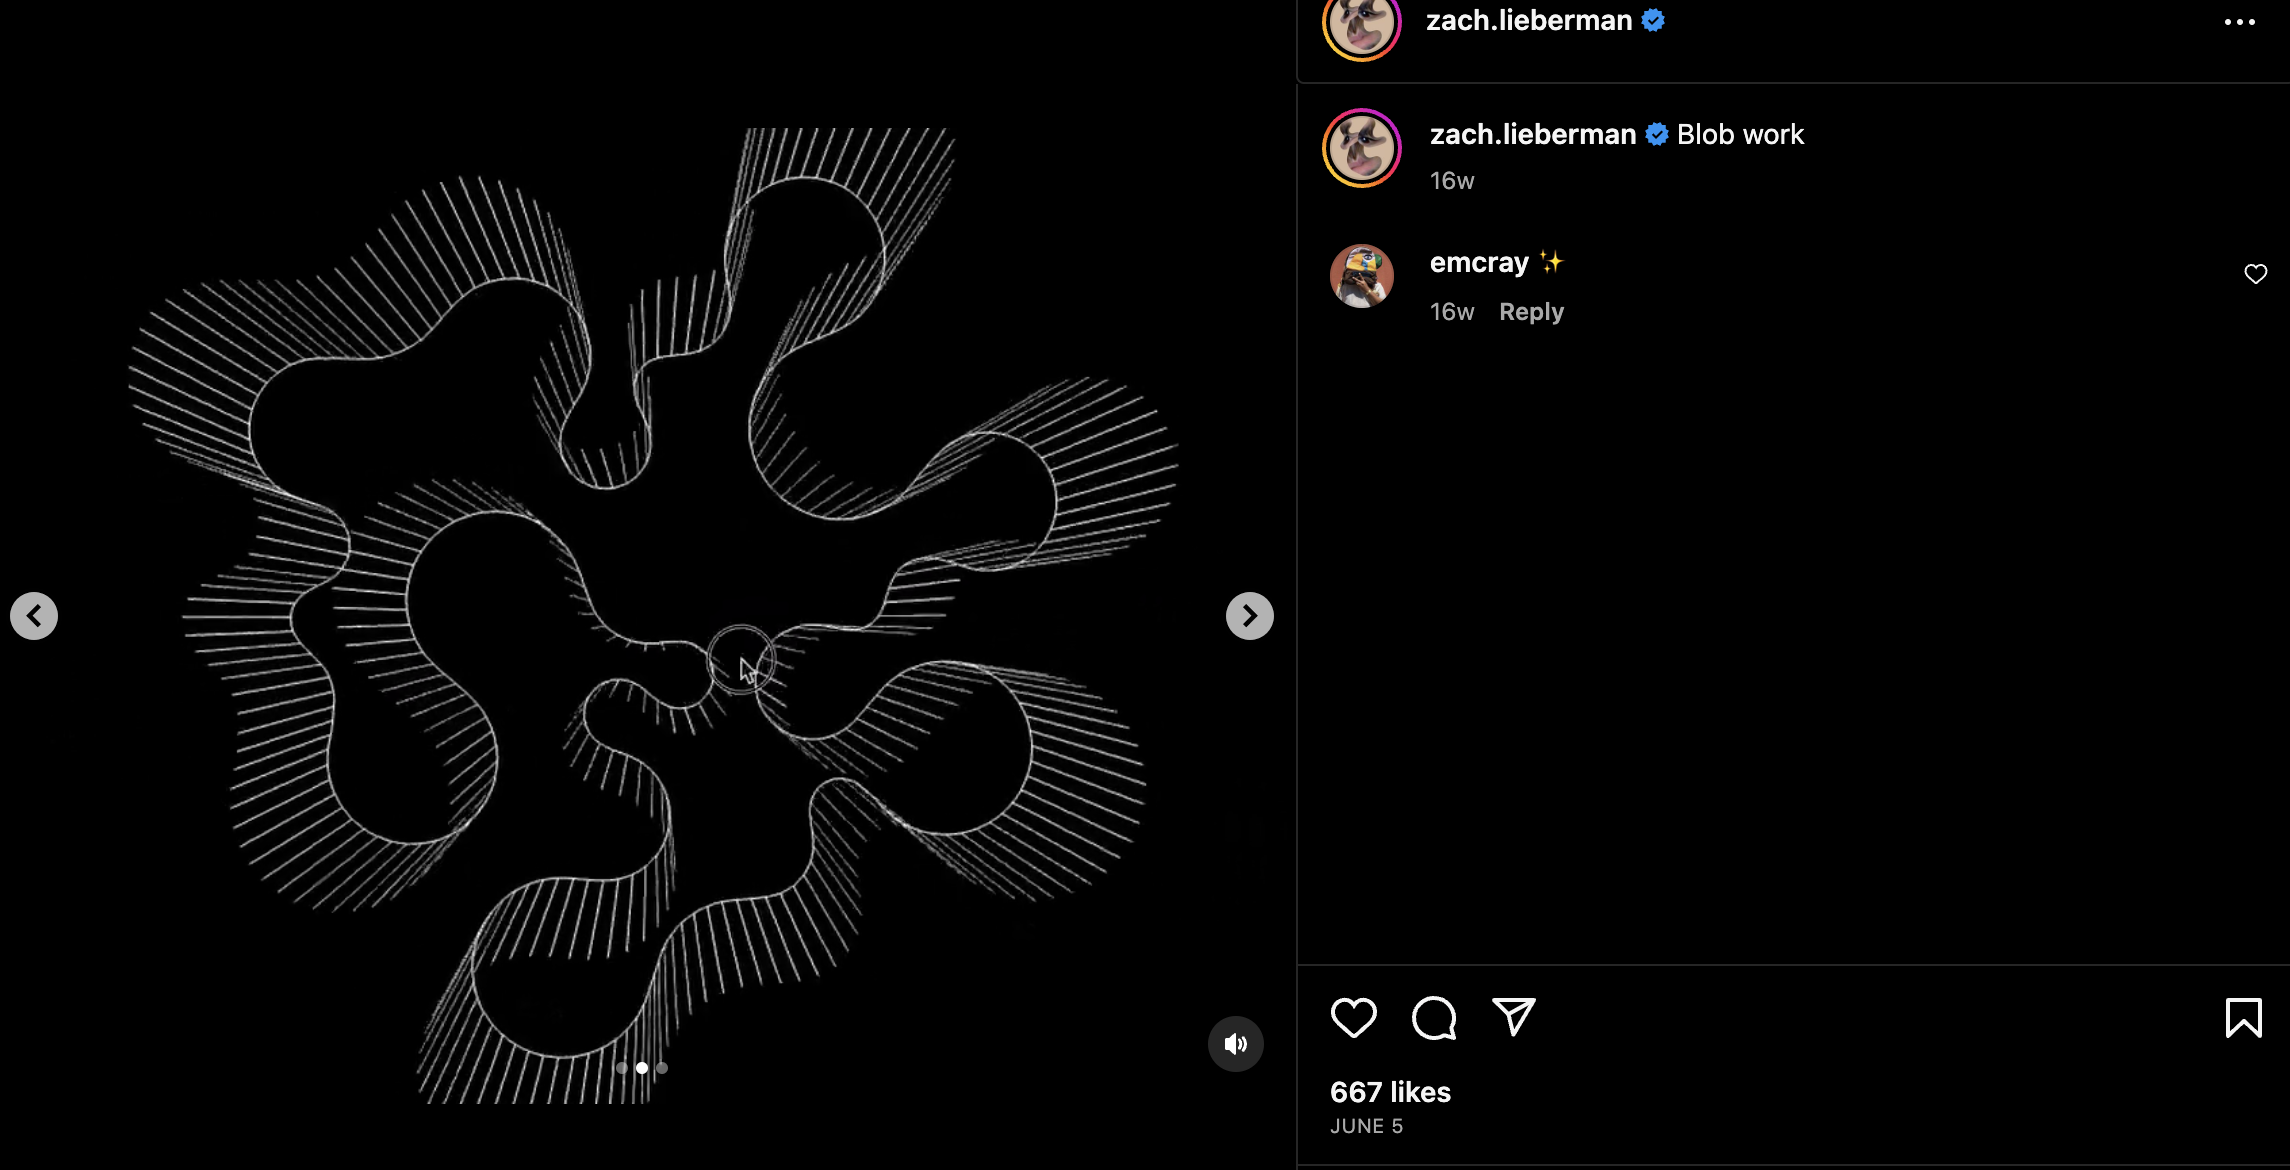 zach.lieberman
zach.lieberman Blob work
16w
emcray ✨
16w Reply
667 likes
JUNE 5